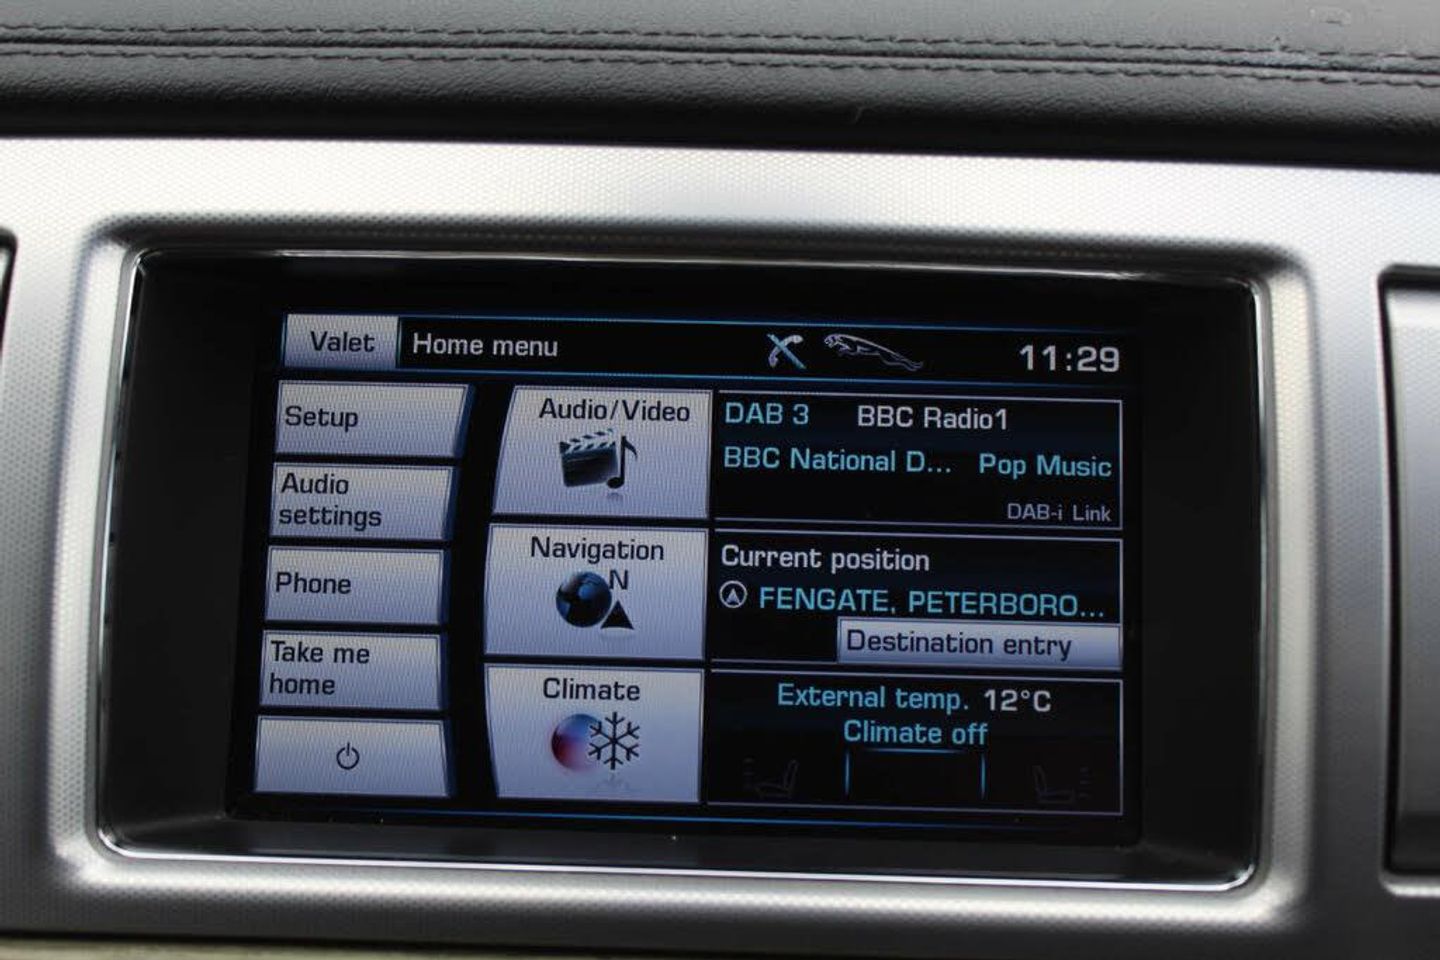 Valet
Home menu
11:29
Setup
Audio
settings
Phone
Take me
home
Audio/Video
Navigation
N
Climate
DAB 3 BBC Radio1
BBC National D... Pop Music
DAB-i Link
Current position
FENGATE, PETERBORO...
Destination entry
External temp. 12°C
Climate off